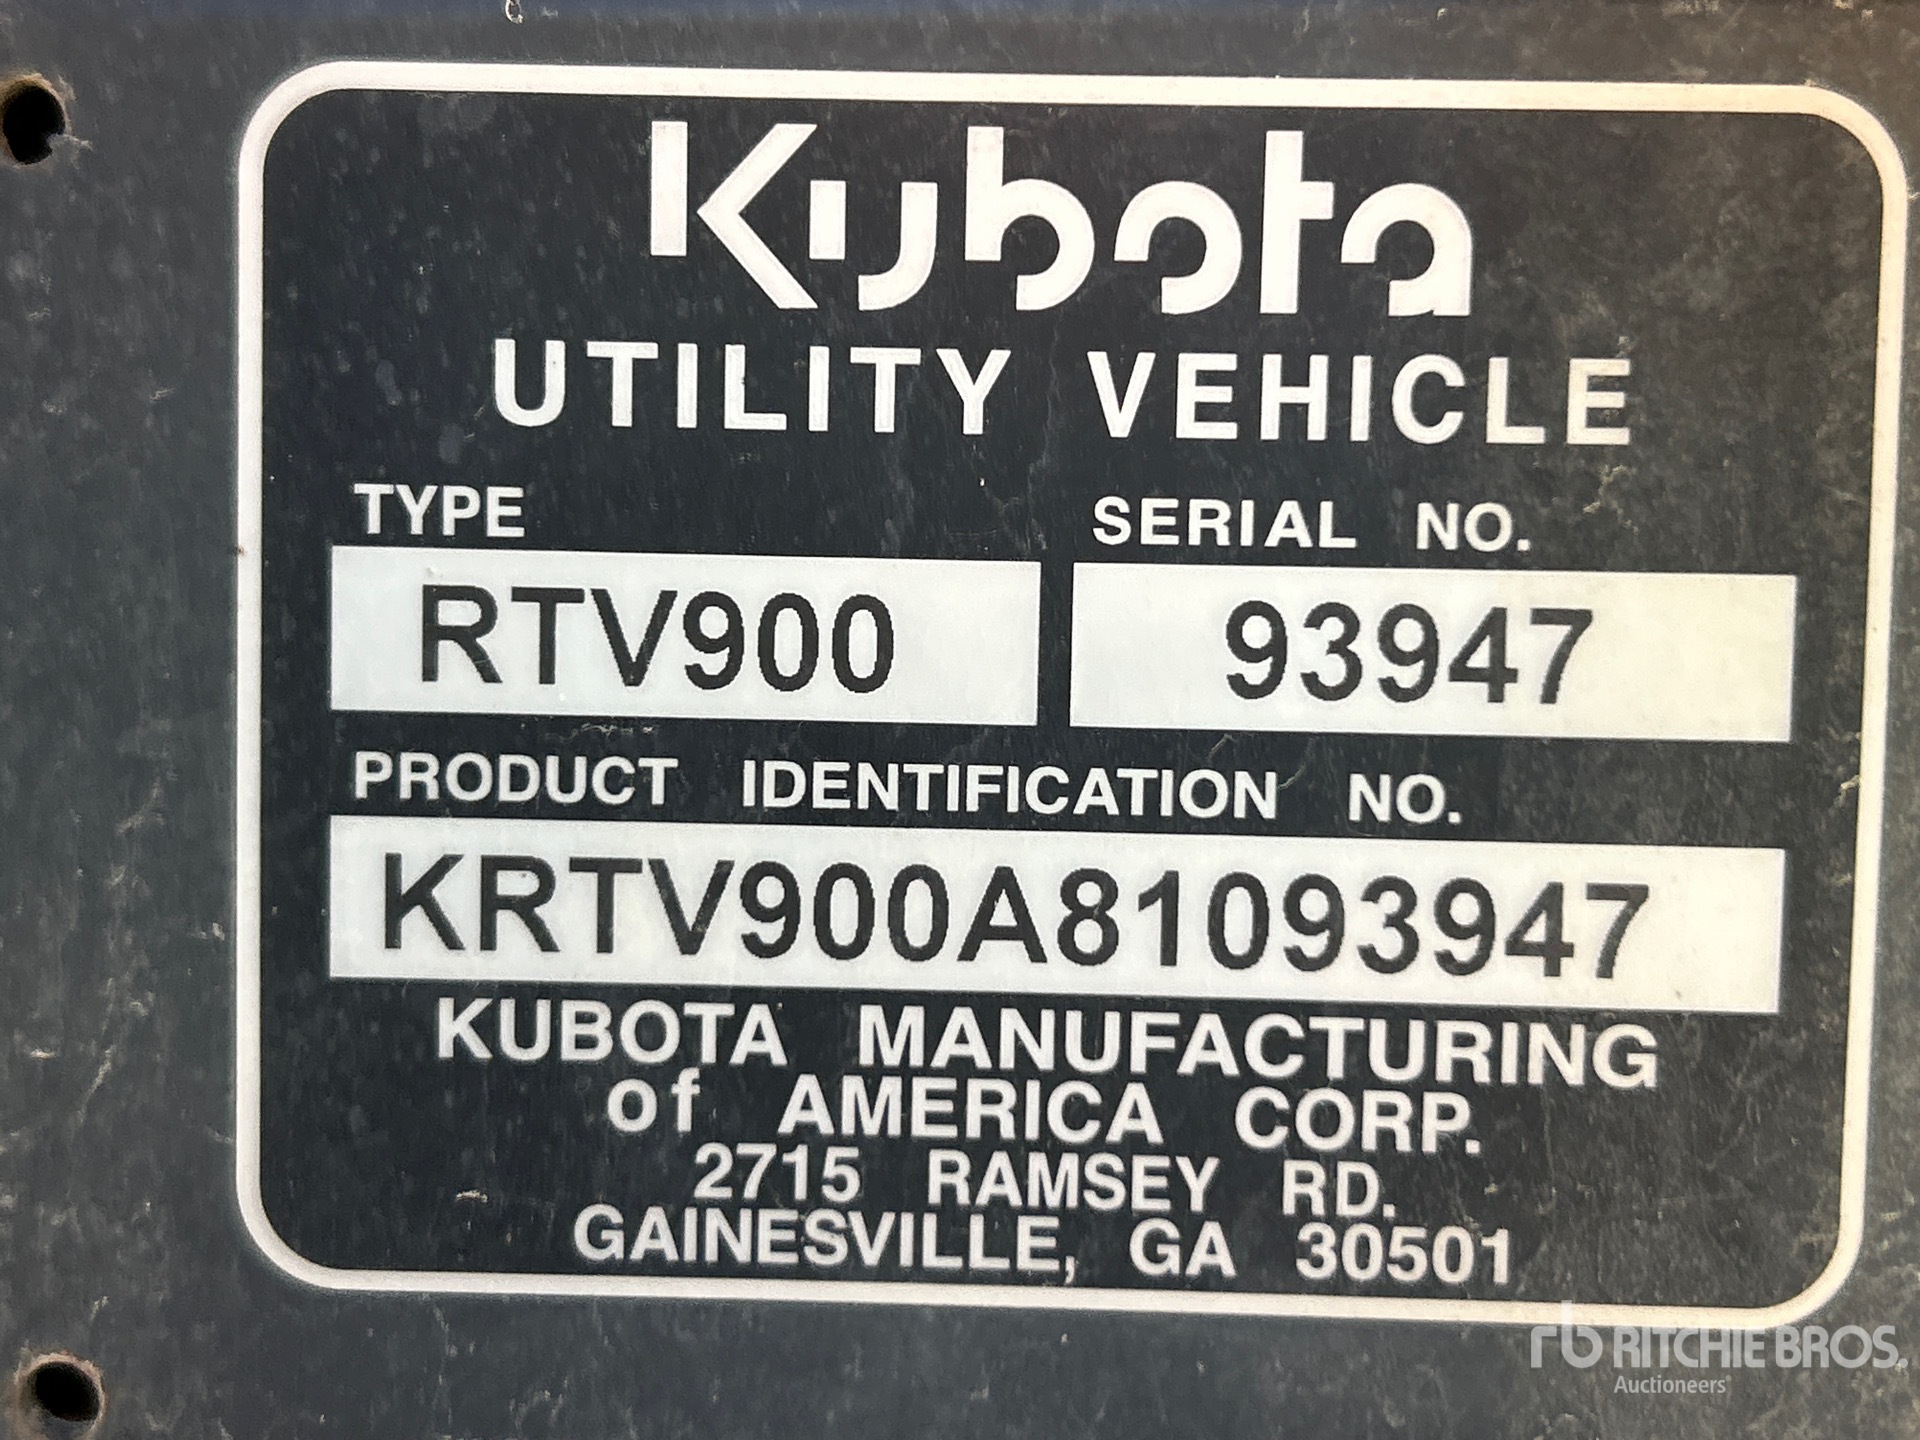 Kubota
UTILITY VEHICLE
TYPE SERIAL NO.
RTV900 93947
PRODUCT IDENTIFICATION NO.
KRTV900A81093947
KUBOTA MANUFACTURING
of AMERICA CORP.
2715 RAMSEY RD.
GAINESVILLE, GA 30501
rb RITCHIE BROS.
Auctioneers